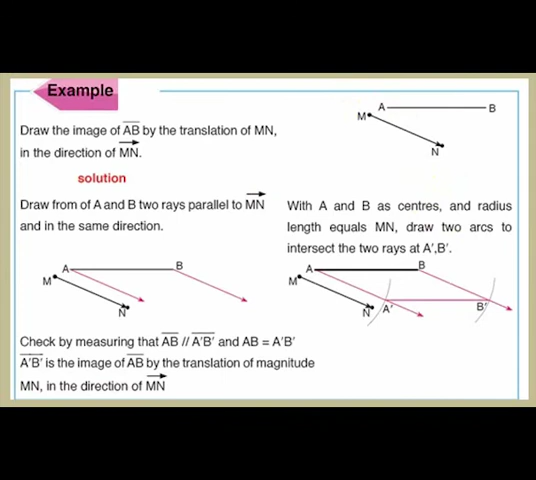 Example
Draw the image of AB by the translation of MN,
in the direction of MN.
A
B
M
N
solution
Draw from of A and B two rays parallel to MN
and in the same direction.
With A and B as centres, and radius
length equals MN, draw two arcs to
intersect the two rays at A′,B′.
A
B
M
N
A
B
M
N
A′
B′
Check by measuring that AB // A′B′ and AB = A′B′
A′B′ is the image of AB by the translation of magnitude
MN, in the direction of MN